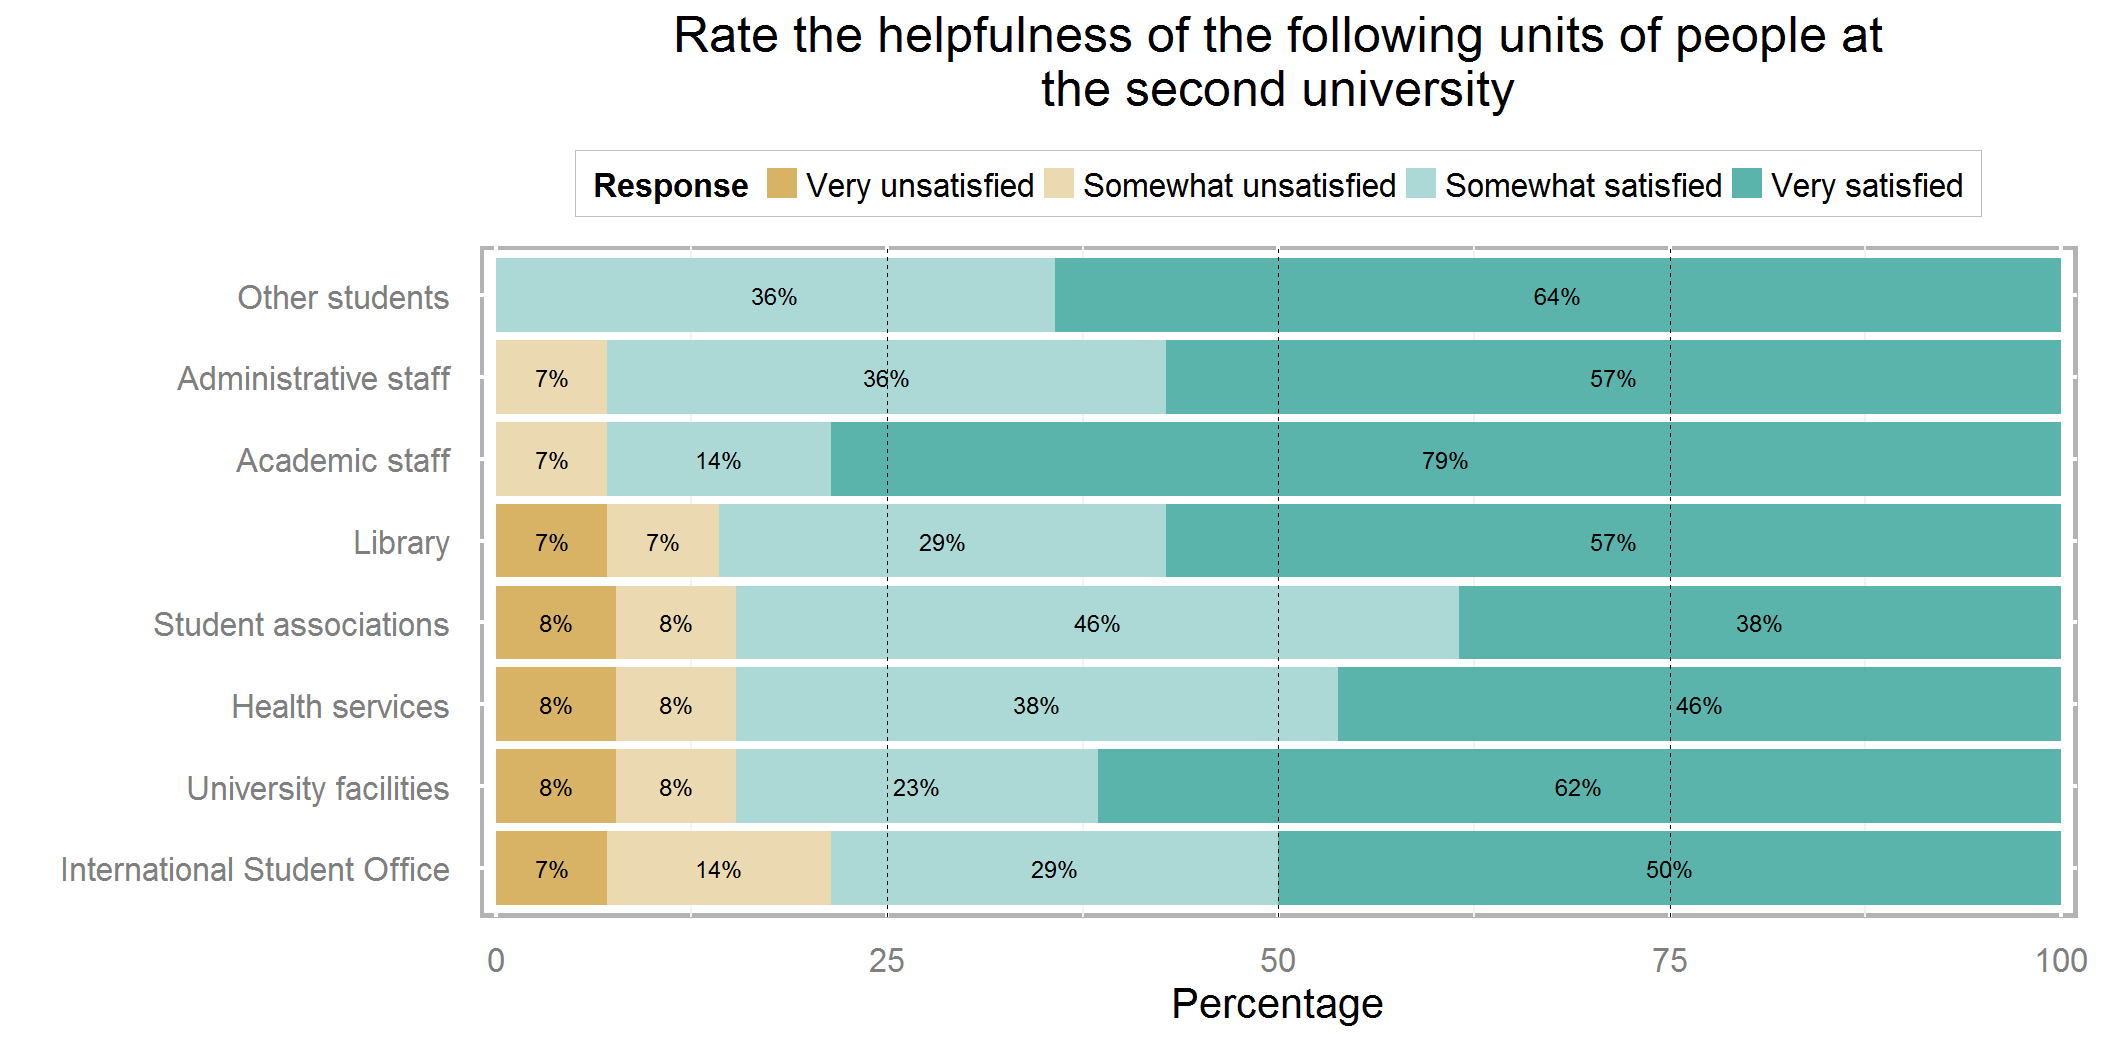 Rate the helpfulness of the following units of people at
the second university
Response Very unsatisfied Somewhat unsatisfied Somewhat satisfied Very satisfied
Other students 36% 64%
Administrative staff 7% 36% 57%
Academic staff 7% 14% 79%
Library 7% 7% 29% 57%
Student associations 8% 8% 46% 38%
Health services 8% 8% 38% 46%
University facilities 8% 8% 23% 62%
International Student Office 7% 14% 29% 50%
0 25 50 75 100
Percentage